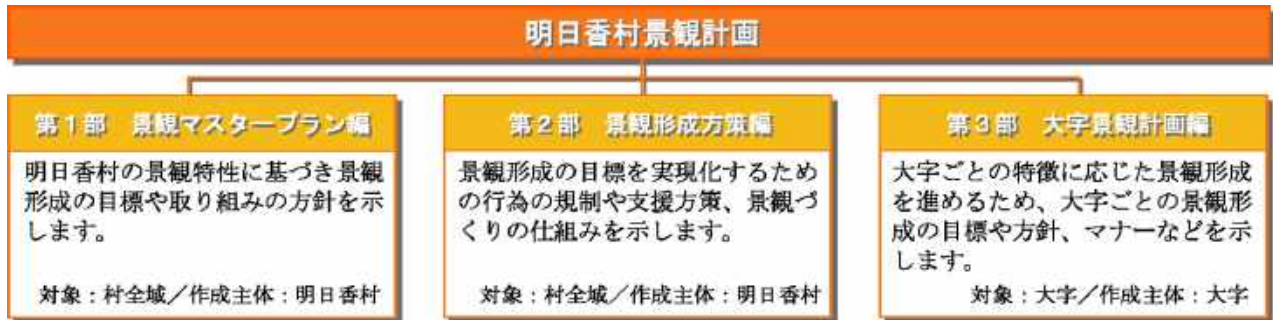 明日香村景観計画
第1部 景観マスタープラン編
明日香村の景観特性に基づき景観
形成の目標や取り組みの方針を示
します。
対象:村全域/作成主体:明日香村
第2部 景観形成方策編
景観形成の目標を実現化するため
の行為の規制や支援方策、景観づ
くりの仕組みを示します。
対象:村全域/作成主体:明日香村
第3部 大字景観計画編
大字ごとの特徴に応じた景観形成
を進めるため、大字ごとの景観形
成の目標や方針、マナーなどを示
します。
対象:大字/作成主体:大字